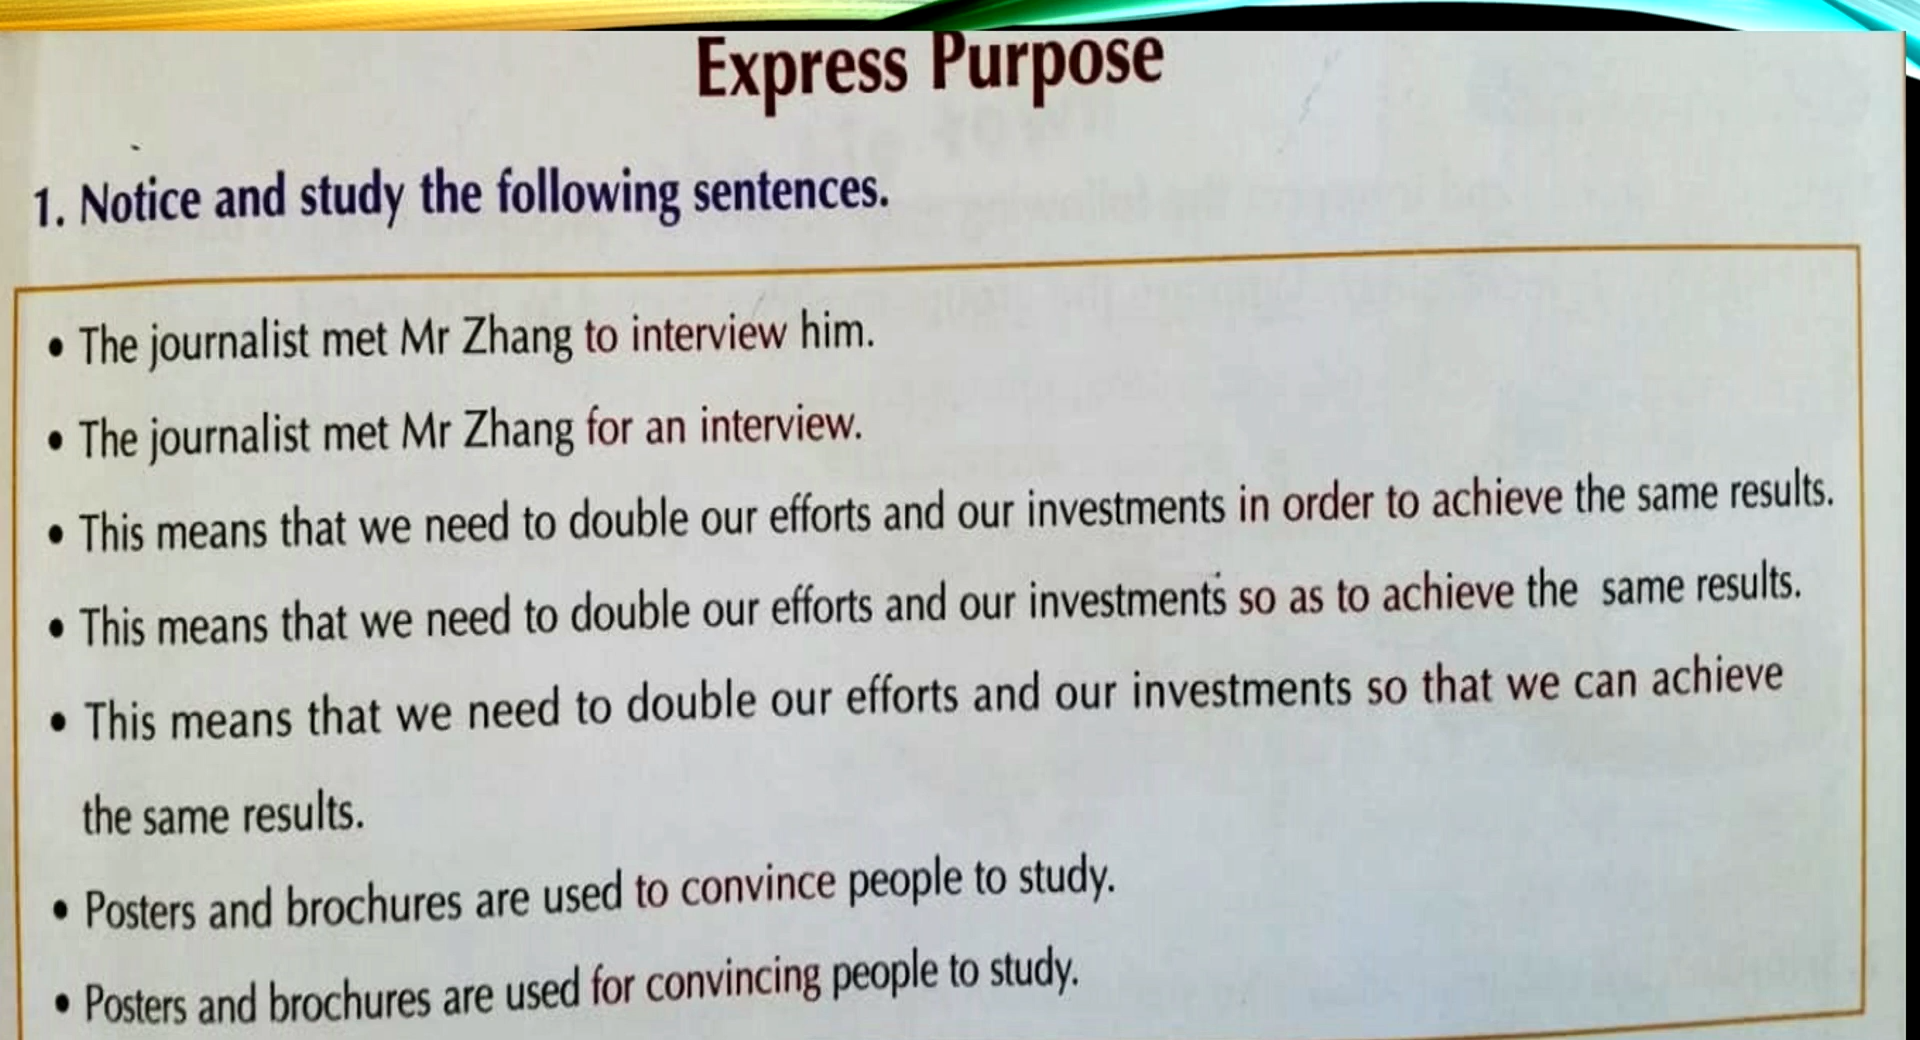 Express Purpose
1. Notice and study the following sentences.
• The journalist met Mr Zhang to interview him.
• The journalist met Mr Zhang for an interview.
• This means that we need to double our efforts and our investments in order to achieve the same results.
• This means that we need to double our efforts and our investments so as to achieve the same results.
• This means that we need to double our efforts and our investments so that we can achieve
the same results.
• Posters and brochures are used to convince people to study.
• Posters and brochures are used for convincing people to study.